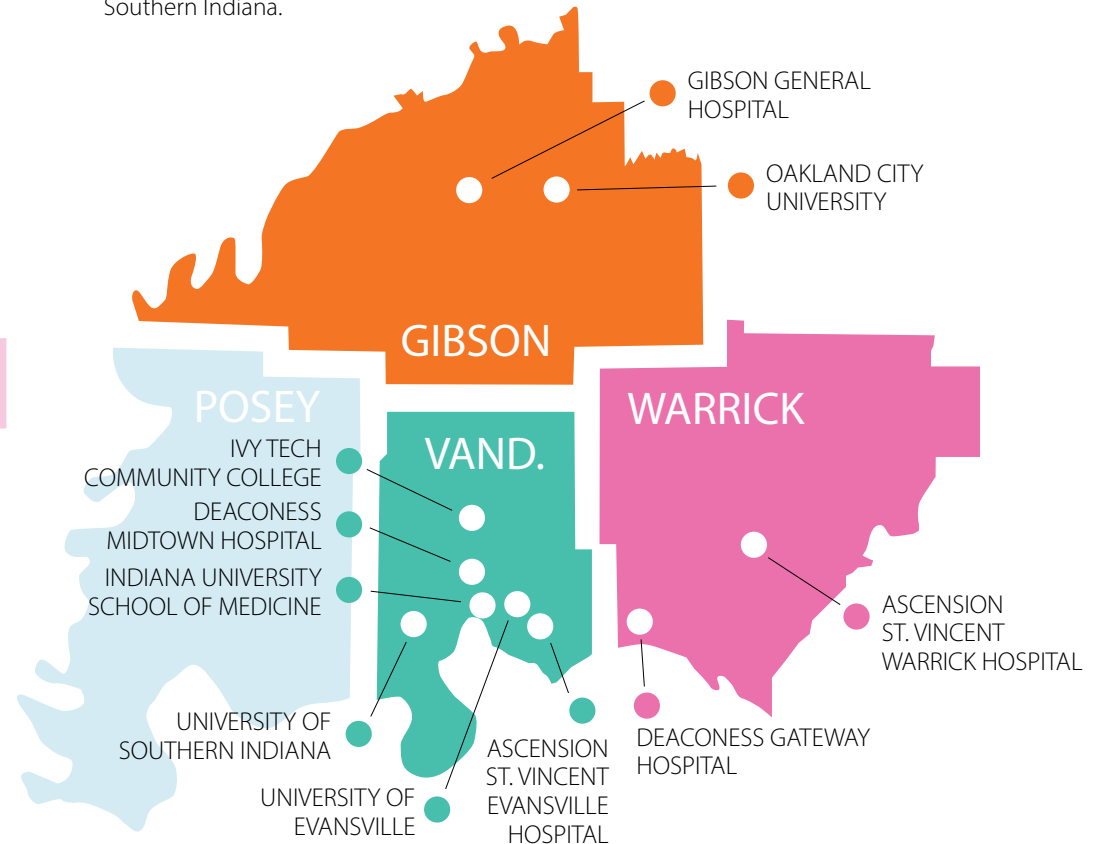 Southern Indiana.
GIBSON GENERAL
HOSPITAL
OAKLAND CITY
UNIVERSITY
GIBSON
POSEY
WARRICK
VAND.
IVY TECH
COMMUNITY COLLEGE
DEACONESS
MIDTOWN HOSPITAL
INDIANA UNIVERSITY
SCHOOL OF MEDICINE
ASCENSION
ST. VINCENT
WARRICK HOSPITAL
UNIVERSITY OF
SOUTHERN INDIANA
DEACONESS GATEWAY
HOSPITAL
ASCENSION
ST. VINCENT
EVANSVILLE
HOSPITAL
UNIVERSITY OF
EVANSVILLE